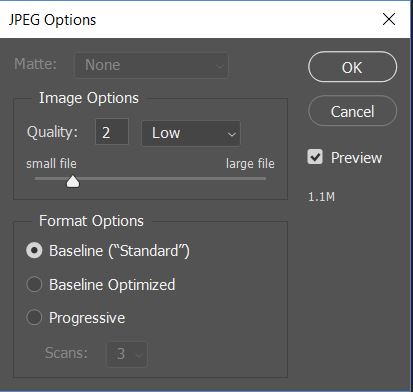 JPEG Options
Matte: None
OK
Image Options
Cancel
Quality: 2 Low
Preview
small file large file
1.1M
Format Options
Baseline (“Standard”)
Baseline Optimized
Progressive
Scans: 3